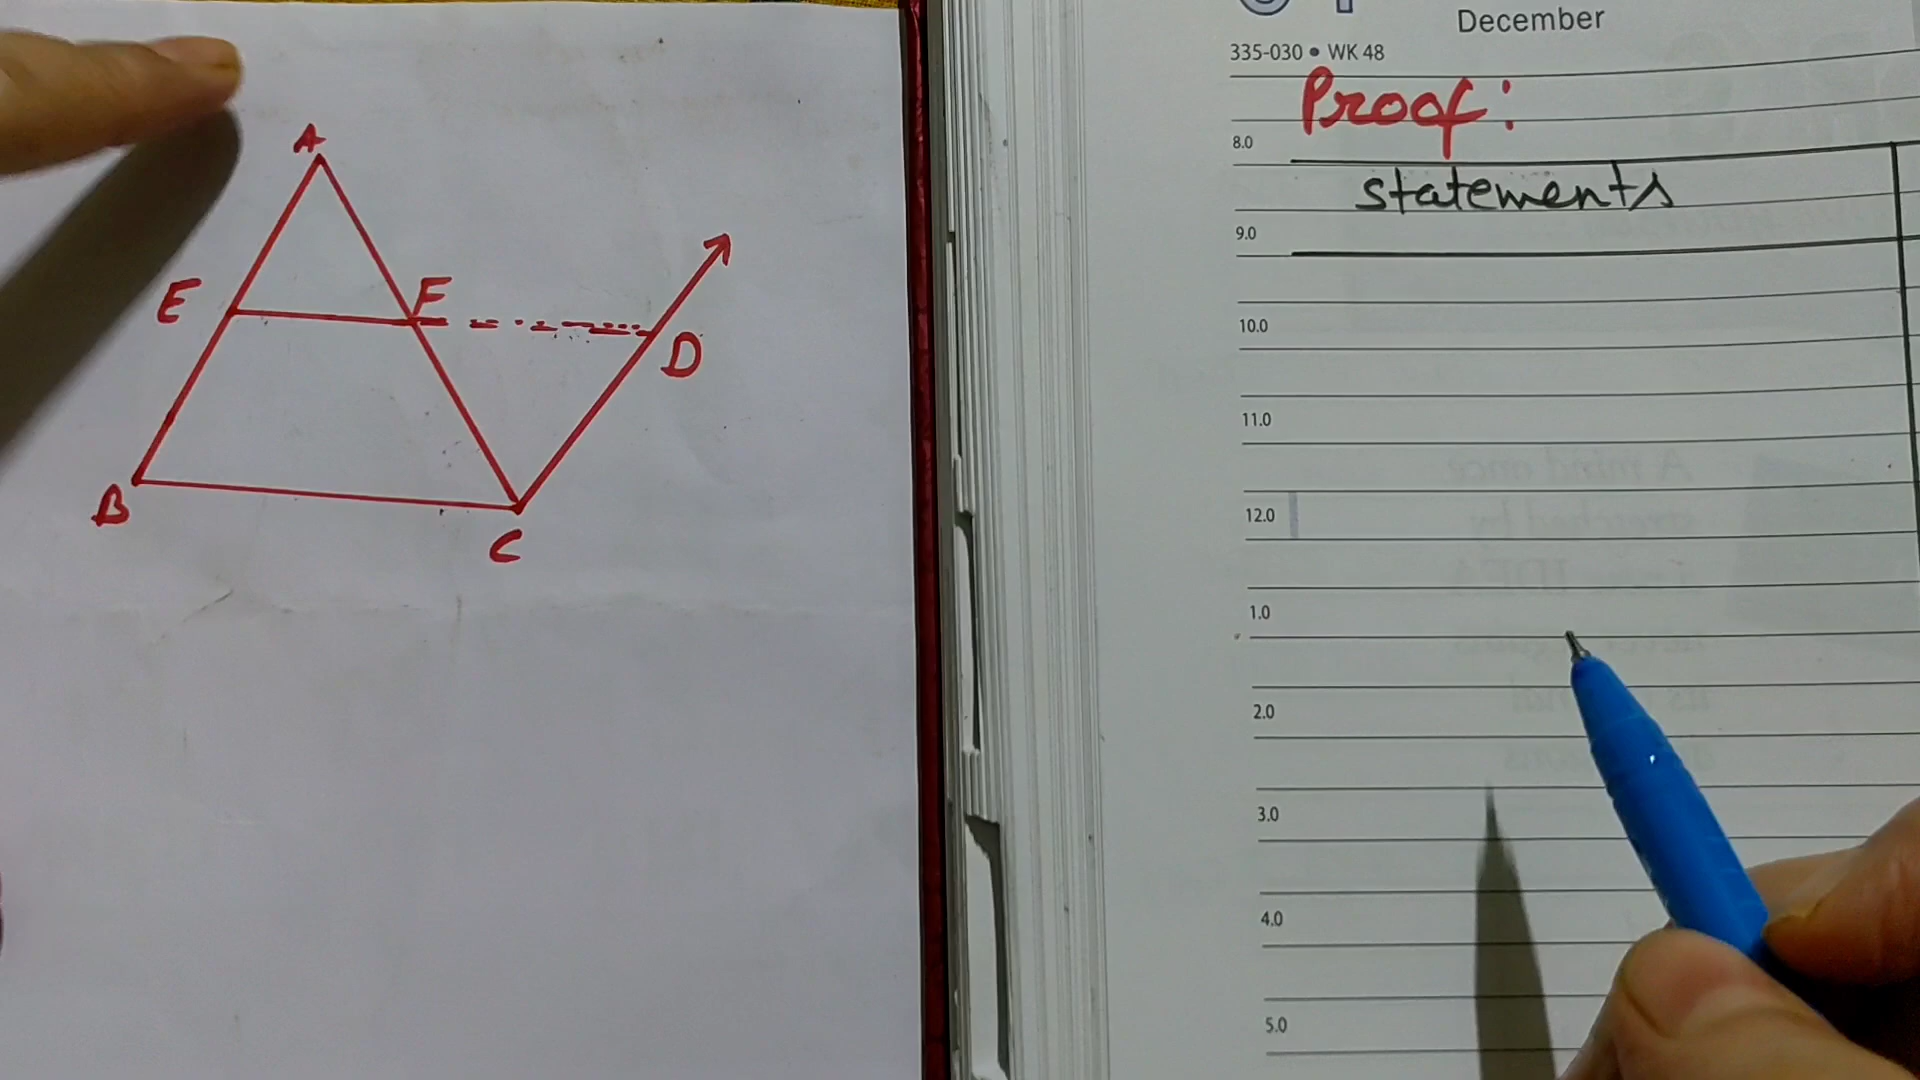 A
E
F
D
B
C
December
335-030 • WK 48
Proof:
8.0
statements
9.0
10.0
11.0
12.0
1.0
2.0
3.0
4.0
5.0